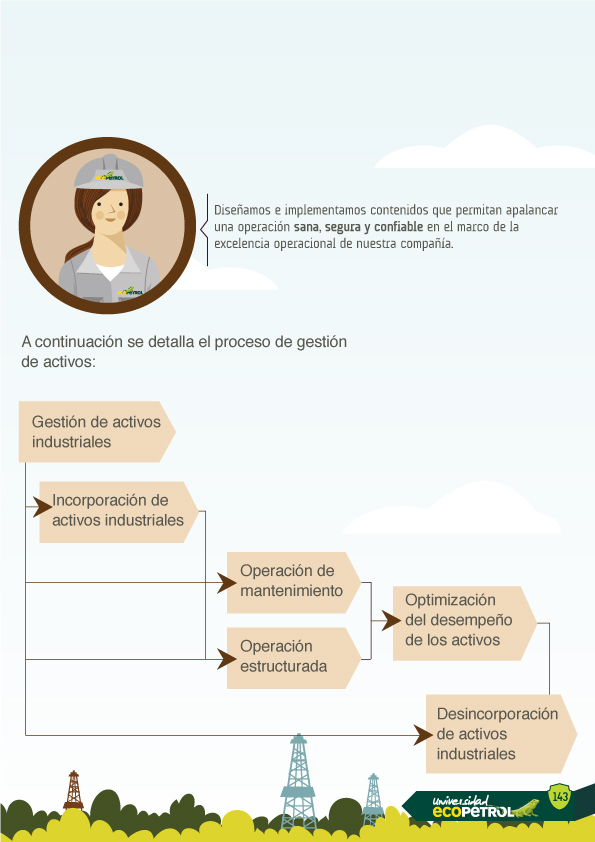 ECOPETROL
Diseñamos e implementamos contenidos que permitan apalancar
una operación sana, segura y confiable en el marco de la
excelencia operacional de nuestra compañía.
ECOPETROL
A continuación se detalla el proceso de gestión
de activos:
Gestión de activos
industriales
Incorporación de
activos industriales
Operación de
mantenimiento
Operación
estructurada
Optimización
del desempeño
de los activos
Desincorporación
de activos
industriales
Universidad
ECOPETROL
143